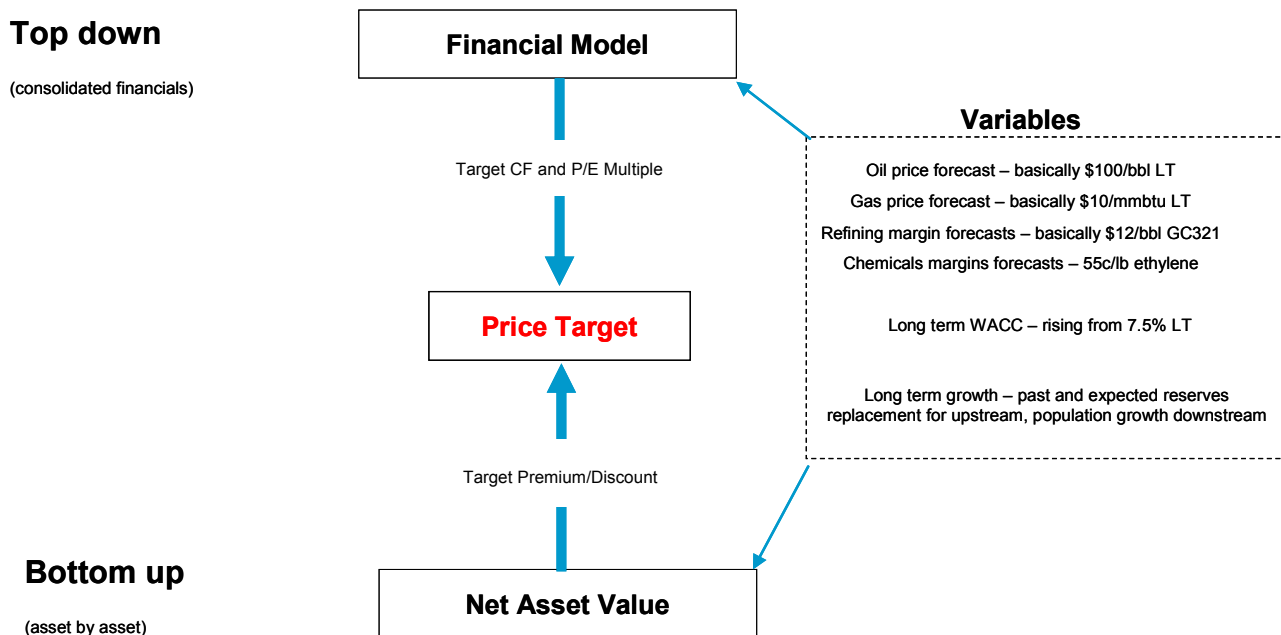 Top down
(consolidated financials)
Financial Model
Target CF and P/E Multiple
Price Target
Target Premium/Discount
Bottom up
(asset by asset)
Net Asset Value
Variables
Oil price forecast – basically $100/bbl LT
Gas price forecast – basically $10/mmbtu LT
Refining margin forecasts – basically $12/bbl GC321
Chemicals margins forecasts – 55c/lb ethylene
Long term WACC – rising from 7.5% LT
Long term growth – past and expected reserves
replacement for upstream, population growth downstream